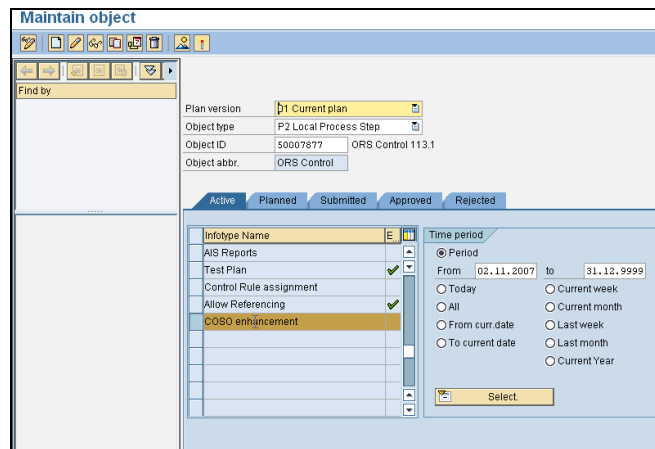 Maintain object
Find by
Plan version 01 Current plan
Object type P2 Local Process Step
Object ID 50007877 ORS Control 113.1
Object abbr. ORS Control
Active Planned Submitted Approved Rejected
Infotype Name E..
AIS Reports
Test Plan
Control Rule assignment
Allow Referencing
COSO enhancement
Time period
Period
From 02.11.2007 to 31.12.9999
Today Current week
All Current month
From curr.date Last week
To current date Last month
Current Year
Select.